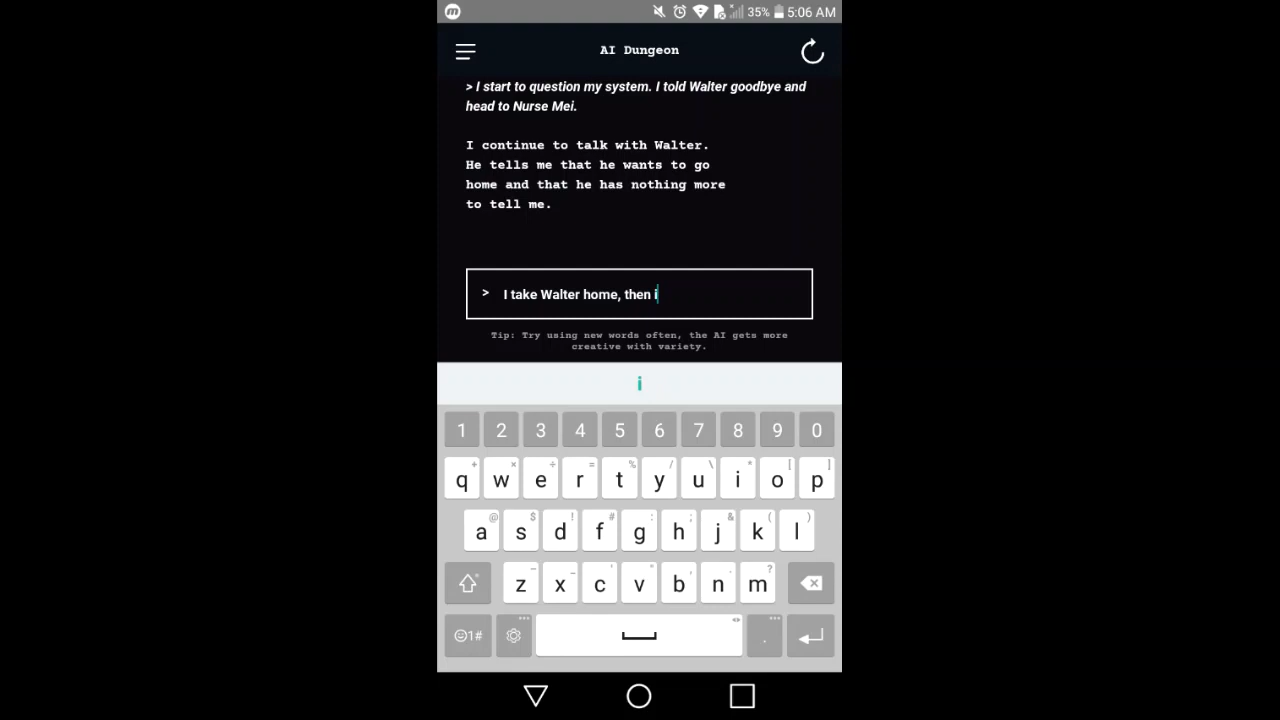 35% 5:06 AM
AI Dungeon
> I start to question my system. I told Walter goodbye and
head to Nurse Mei.
I continue to talk with Walter.
He tells me that he wants to go
home and that he has nothing more
to tell me.
> I take Walter home, then i
Tip: Try using new words often, the AI gets more
creative with variety.
i
1 2 3 4 5 6 7 8 9 0
+ × ÷ = % / \ * [ ]
q w e r t y u i o p
@ $ ! # : ; & ( )
a s d f g h j k l
z x c v b n m ?
1# .